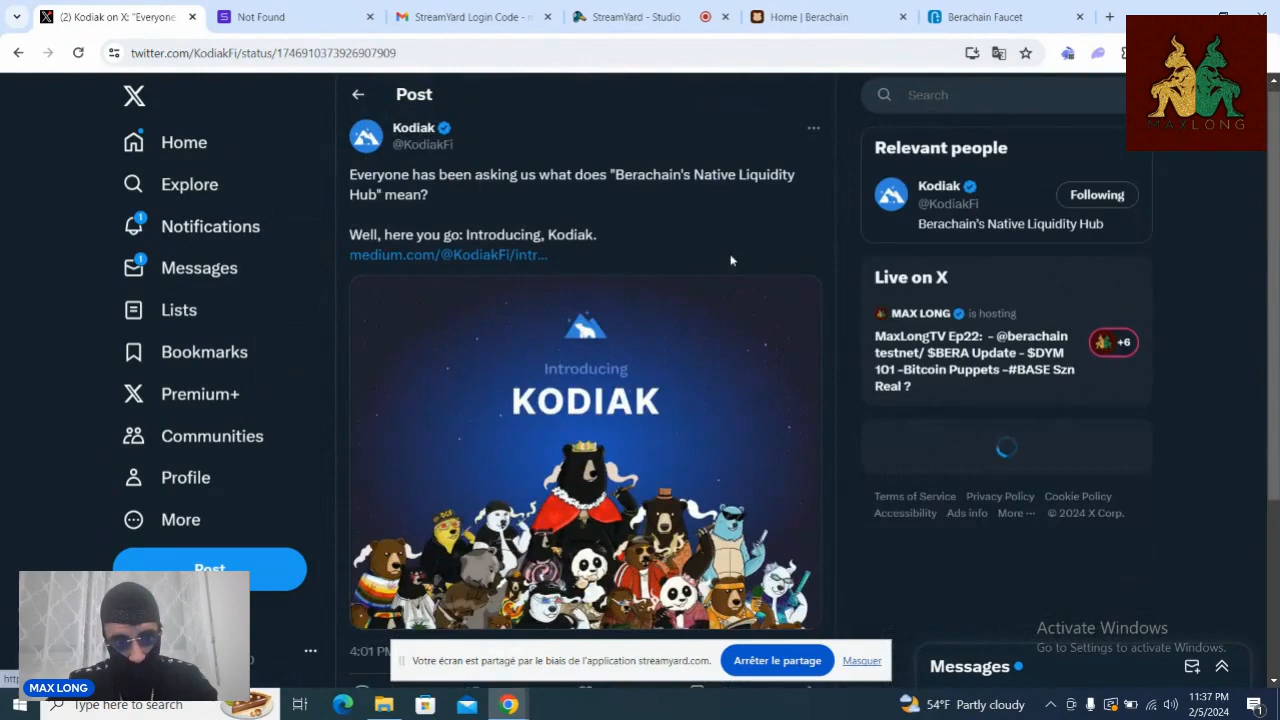 (2) Kodiak on X: "Everyone
Not Found
StreamYard Login Code -
StreamYard - Studio
Home | Berachain
Berachain Faucet
twitter.com/KodiakFi/status/1746910373926907909
MAXLONG
Home
Explore
1
Notifications
1
Messages
Lists
Bookmarks
Premium+
Communities
Profile
More
Post
Post
Kodiak
@KodiakFi
Everyone has been asking us what does "Berachain's Native Liquidity
Hub" mean?
Well, here you go: Introducing, Kodiak.
medium.com/@KodiakFi/intr...
Introducing
KODIAK
4:01 PM
Search
Relevant people
Kodiak
@KodiakFi
Following
Berachain's Native Liquidity Hub
Live on X
MAX LONG is hosting
MaxLongTV Ep22: - @berachain
testnet/ $BERA Update - $DYM
101 -Bitcoin Puppets -#BASE Szn
Real ?
+6
Terms of Service Privacy Policy Cookie Policy
Accessibility Ads info More ··· © 2024 X Corp.
Activate Windows
Go to Settings to activate Windows.
Messages
Votre écran est partagé par le biais de l'application streamyard.com.
Arrêter le partage
Masquer
MAX LONG
Type here to search
54°F Partly cloudy
11:37 PM
2/5/2024
1